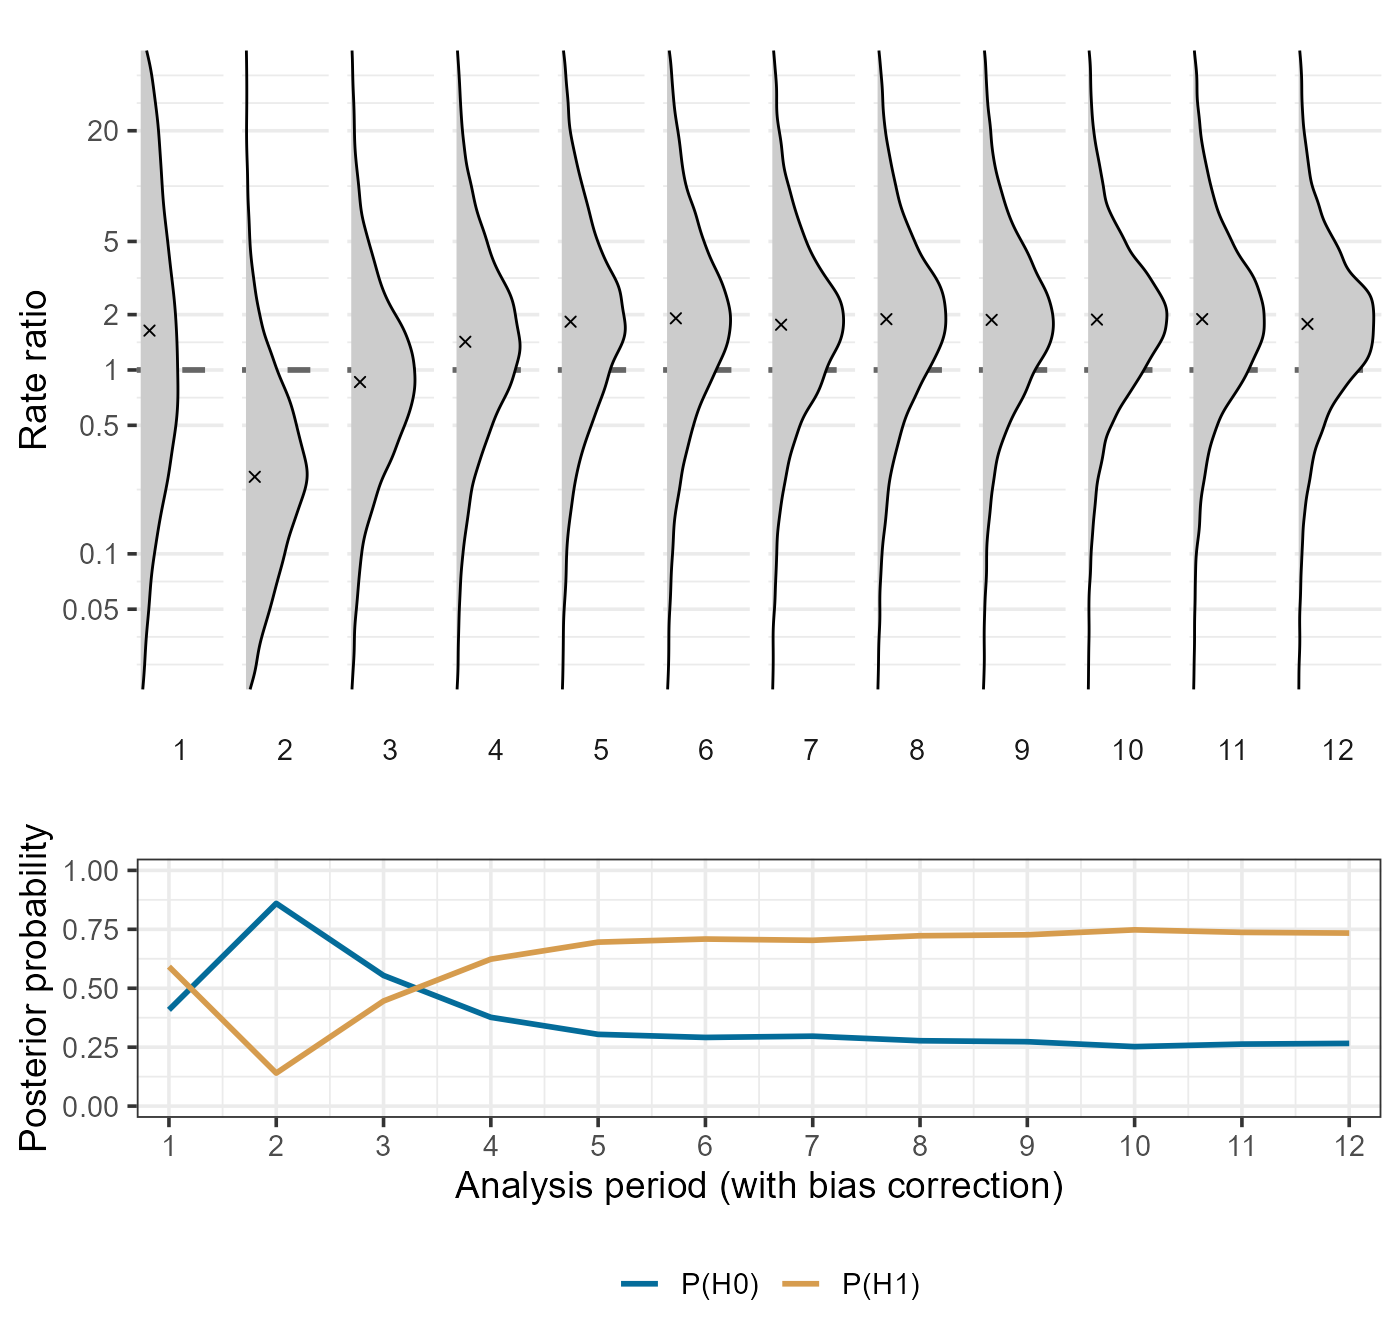 Rate ratio
20
5
2
1
0.5
0.1
0.05
1 2 3 4 5 6 7 8 9 10 11 12
Posterior probability
1.00
0.75
0.50
0.25
0.00
1 2 3 4 5 6 7 8 9 10 11 12
Analysis period (with bias correction)
P(H0) P(H1)